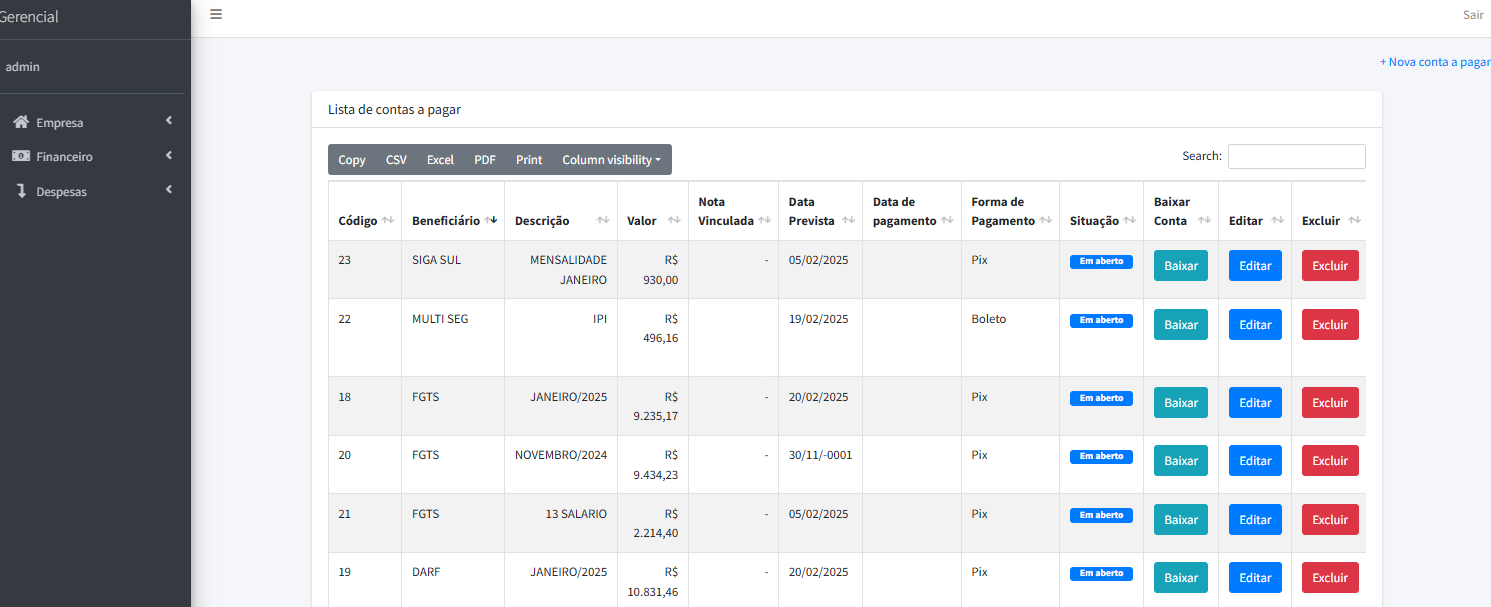 Gerencial
Sair
admin
+ Nova conta a pagar
Empresa
Financeiro
Despesas
Lista de contas a pagar
Copy CSV Excel PDF Print Column visibility
Search:
Código Beneficiário Descrição Valor Nota Vinculada Data Prevista Data de pagamento Forma de Pagamento Situação Baixar Conta Editar Excluir
23 SIGA SUL MENSALIDADE JANEIRO R$ 930,00 - 05/02/2025 Pix Em aberto Baixar Editar Excluir
22 MULTI SEG IPI R$ 496,16 19/02/2025 Boleto Em aberto Baixar Editar Excluir
18 FGTS JANEIRO/2025 R$ 9.235,17 - 20/02/2025 Pix Em aberto Baixar Editar Excluir
20 FGTS NOVEMBRO/2024 R$ 9.434,23 - 30/11/-0001 Pix Em aberto Baixar Editar Excluir
21 FGTS 13 SALARIO R$ 2.214,40 - 05/02/2025 Pix Em aberto Baixar Editar Excluir
19 DARF JANEIRO/2025 R$ 10.831,46 - 20/02/2025 Pix Em aberto Baixar Editar Excluir